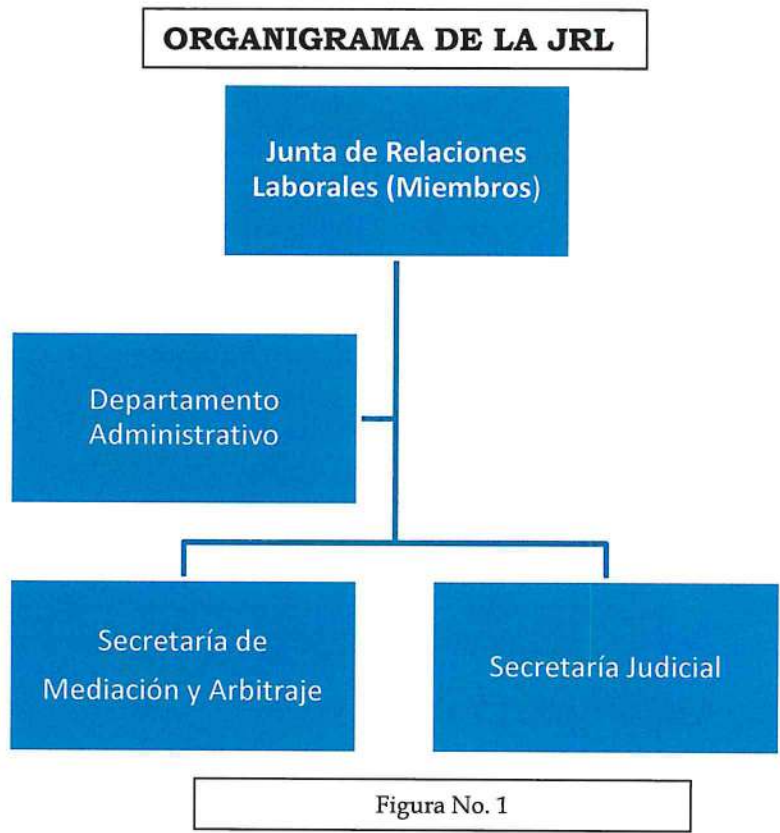 ORGANIGRAMA DE LA JRL
Junta de Relaciones
Laborales (Miembros)
Departamento
Administrativo
Secretaría de
Mediación y Arbitraje
Secretaría Judicial
Figura No. 1